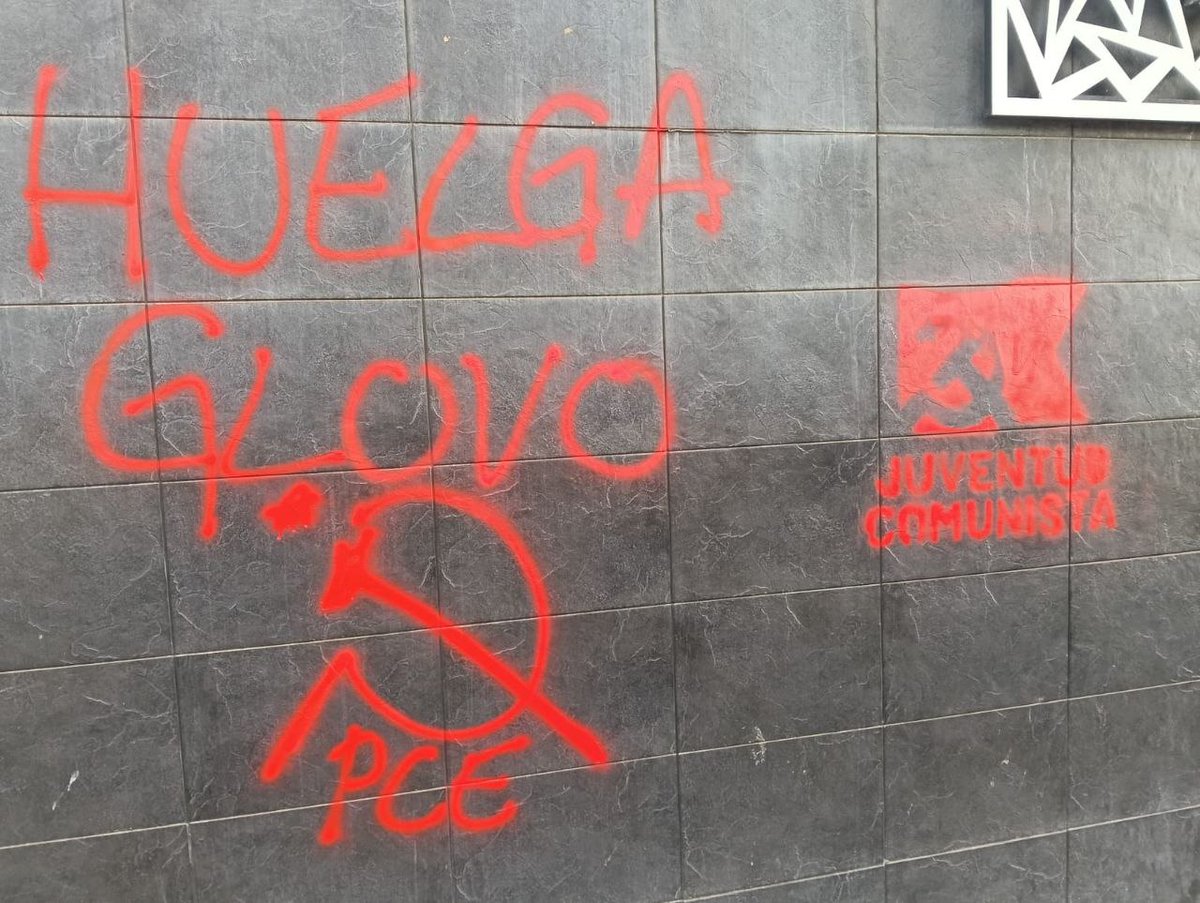 HUELGA
GLOVO
PCE
JUVENTUD
COMUNISTA